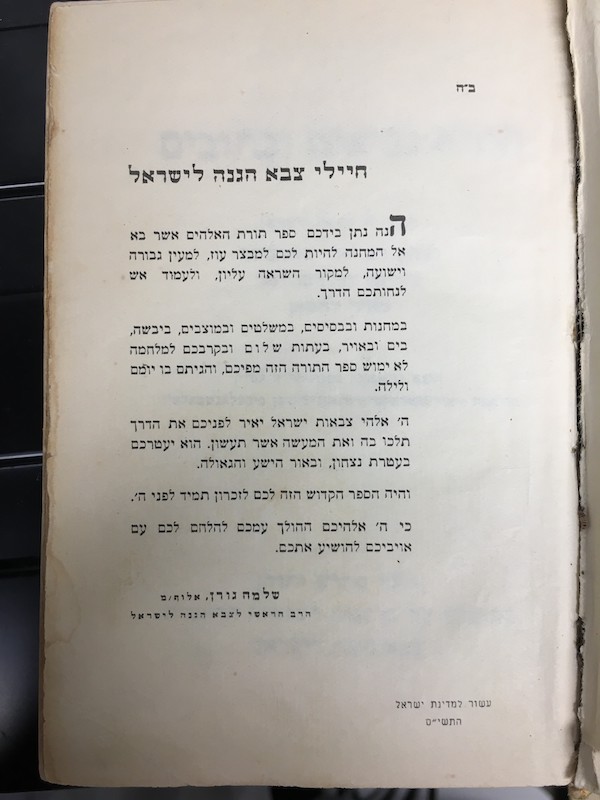 ב״ה
חיילי צבא הגנה לישראל
הנה נתן בידכם ספר תורת האלהים אשר בא
אל המחנה להיות לכם למבצר עוז, למעין גבורה
וישועה, למקור השראה עליון, ולעמוד אש
לנחותכם הדרך.
במחנות ובבסיסים, במשלטים ובמוצבים, ביבשה,
בים ובאויר, בעתות שלום ובקרבכם למלחמה
לא ימוש ספר התורה הזה מפיכם, והגיתם בו יומם
ולילה.
ה׳ אלהי צבאות ישראל יאיר לפניכם את הדרך
תלכו בה ואת המעשה אשר תעשון. הוא יעטרכם
בעטרת נצחון, ובאור הישע והגאולה.
והיה הספר הקדוש הזה לכם לזכרון תמיד לפני ה׳.
כי ה׳ אלהיכם ההולך עמכם להלחם לכם עם
אויביכם להושיע אתכם.
שלמה גורן, אלוף/מ
הרב הראשי לצבא הגנה לישראל
עשור למדינת ישראל
התשי״ט